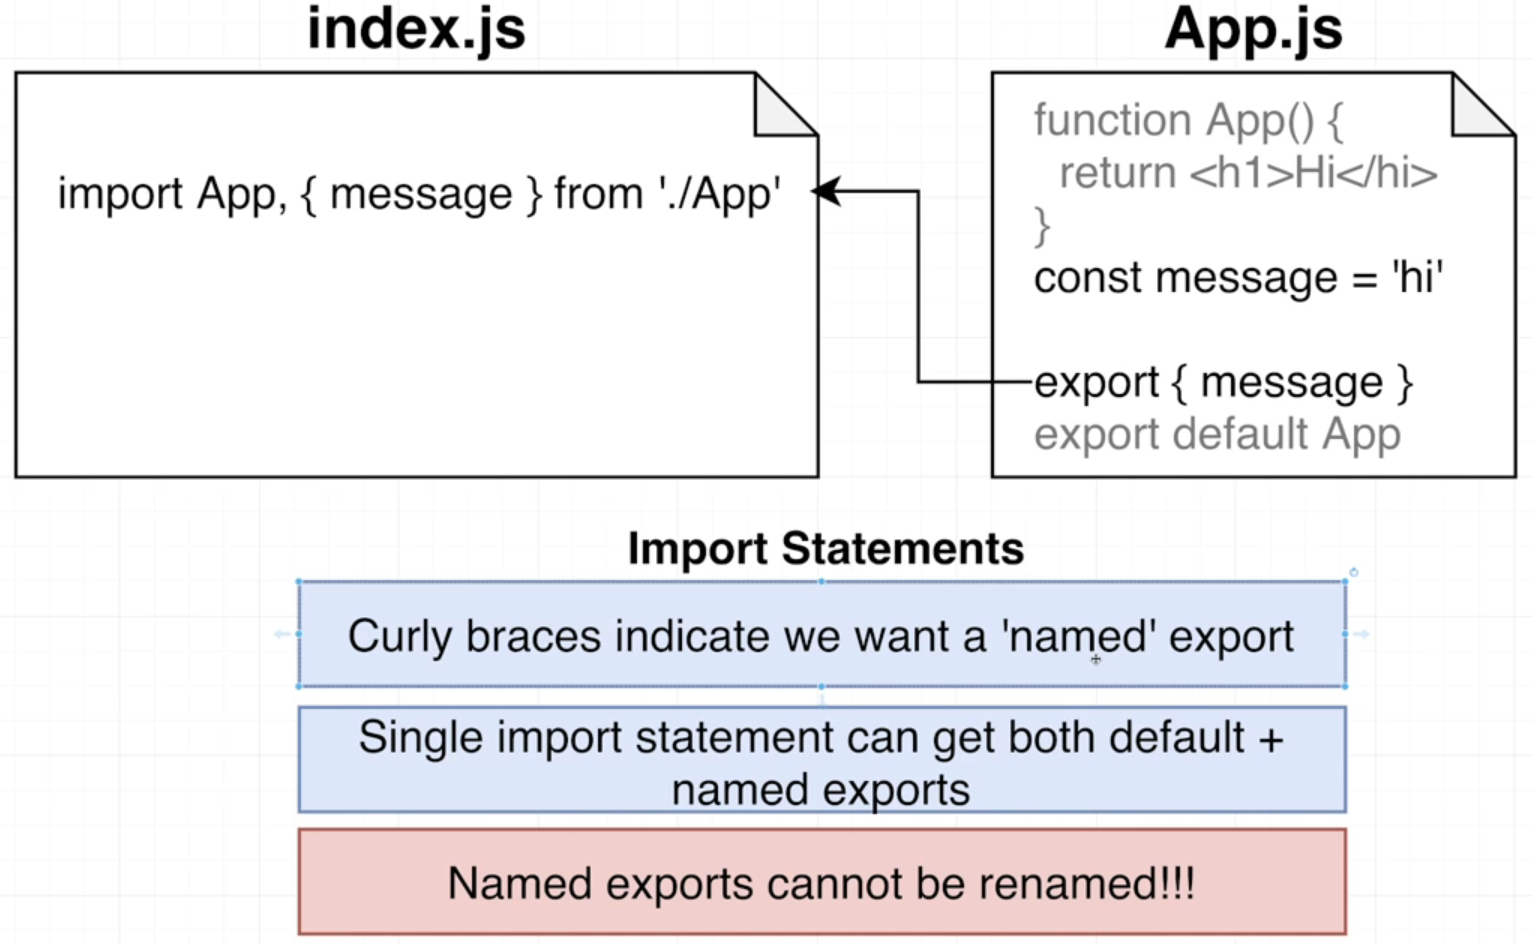 index.js
import App, { message } from './App'
App.js
function App() {
return <h1>Hi</hi>
}
const message = 'hi'
export { message }
export default App
Import Statements
Curly braces indicate we want a 'named' export
Single import statement can get both default +
named exports
Named exports cannot be renamed!!!